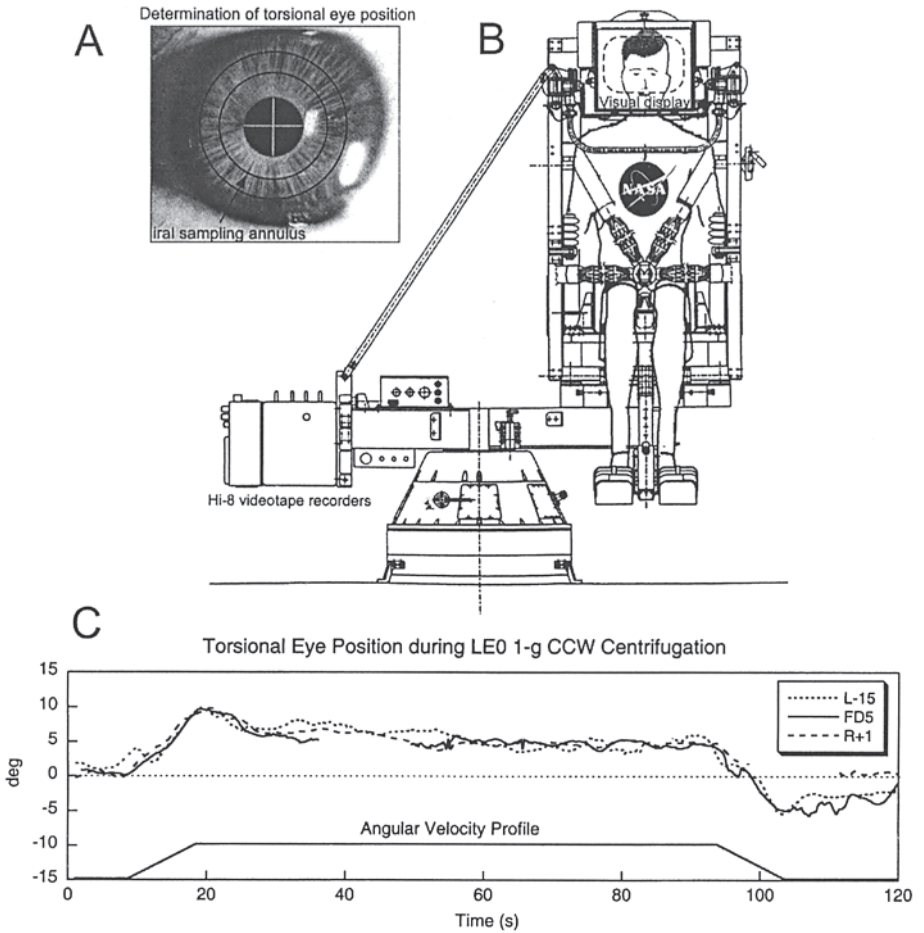 A
Determination of torsional eye position
iral sampling annulus
B
Visual display
NASA
Hi-8 videotape recorders
C
Torsional Eye Position during LE0 1-g CCW Centrifugation
15
10
5
0
-5
-10
-15
deg
L-15
FD5
R+1
Angular Velocity Profile
0
20
40
60
80
100
120
Time (s)